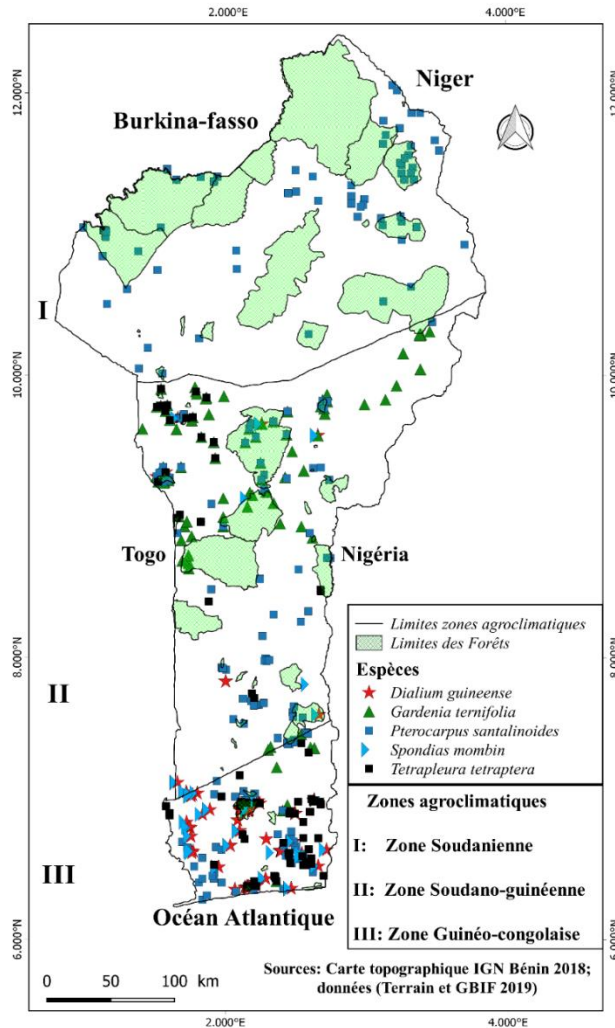 2.000°E 4.000°E
12.000°N 12.000°N
Niger
Burkina-fasso
I
10.000°N 10.000°N
Togo Nigéria
Limites zones agroclimatiques
Limites des Forêts
Espèces
Dialium guineense
Gardenia ternifolia
Pterocarpus santalinoides
Spondias mombin
Tetrapleura tetraptera
8.000°N 8.000°N
II
Zones agroclimatiques
I: Zone Soudanienne
II: Zone Soudano-guinéenne
III: Zone Guinéo-congolaise
III
Océan Atlantique
6.000°N 6.000°N
Sources: Carte topographique IGN Bénin 2018;
données (Terrain et GBIF 2019)
0 50 100 km
2.000°E 4.000°E